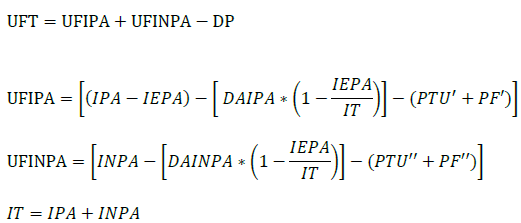 UFT = UFIPA + UFINPA − DP
UFIPA = [(IPA − IEPA) − [DAIPA ∗ (1 − IEPA/IT)] − (PTU′ + PF′)]
UFINPA = [INPA − [DAINPA ∗ (1 − IEPA/IT)] − (PTU′′ + PF′′)]
IT = IPA + INPA